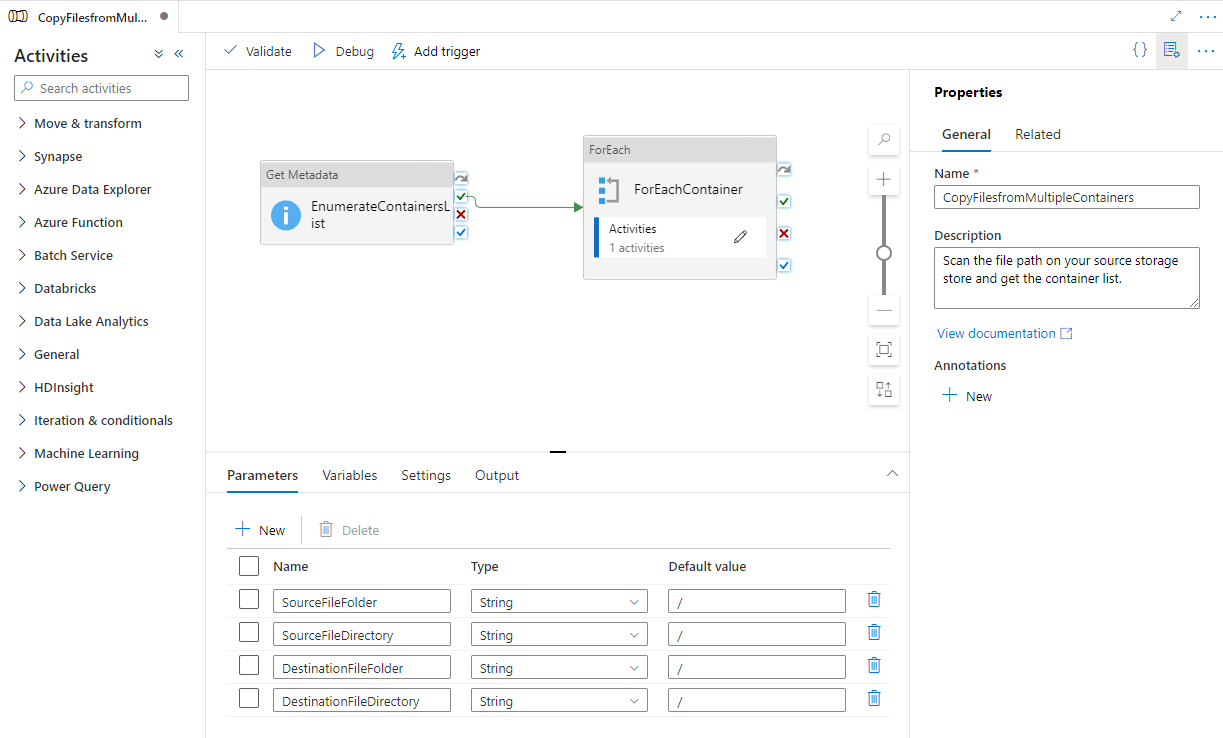 CopyFilesfromMul...
Activities
Search activities
Move & transform
Synapse
Azure Data Explorer
Azure Function
Batch Service
Databricks
Data Lake Analytics
General
HDInsight
Iteration & conditionals
Machine Learning
Power Query
Validate
Debug
Add trigger
Get Metadata
EnumerateContainersL
ist
ForEach
ForEachContainer
Activities
1 activities
Parameters
Variables
Settings
Output
New
Delete
Name
Type
Default value
SourceFileFolder
String
/
SourceFileDirectory
String
/
DestinationFileFolder
String
/
DestinationFileDirectory
String
/
Properties
General
Related
Name *
CopyFilesfromMultipleContainers
Description
Scan the file path on your source storage
store and get the container list.
View documentation
Annotations
New